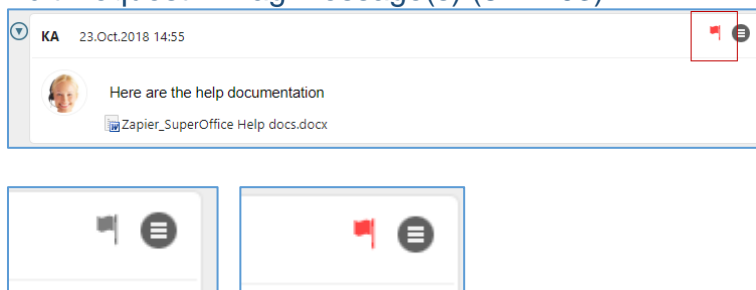 KA 23.Oct.2018 14:55
Here are the help documentation
Zapier_SuperOffice Help docs.docx